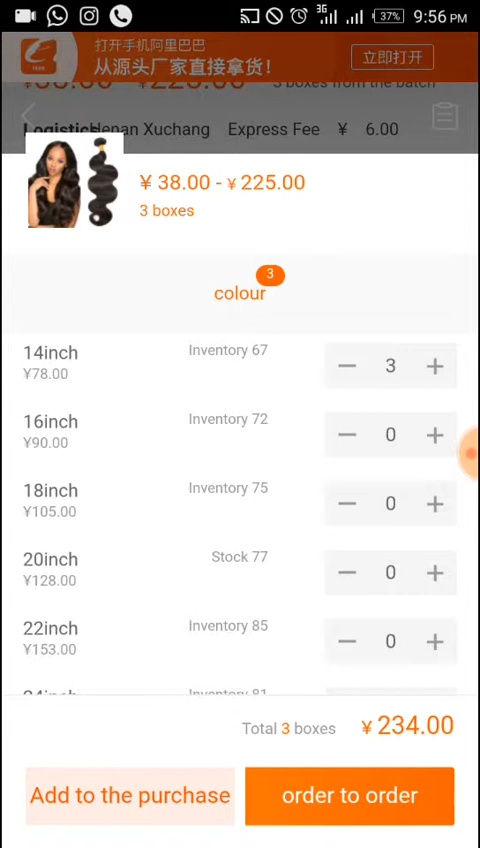 3G 37% 9:56 PM
打开手机阿里巴巴
从源头厂家直接拿货！
立即打开
3 boxes from the batch
Logistics Henan Xuchang Express Fee ¥ 6.00
¥ 38.00 - ¥ 225.00
3 boxes
3
colour
14inch Inventory 67
¥78.00
3
16inch Inventory 72
¥90.00
0
18inch Inventory 75
¥105.00
0
20inch Stock 77
¥128.00
0
22inch Inventory 85
¥153.00
0
24inch Inventory 81
Total 3 boxes ¥ 234.00
Add to the purchase
order to order